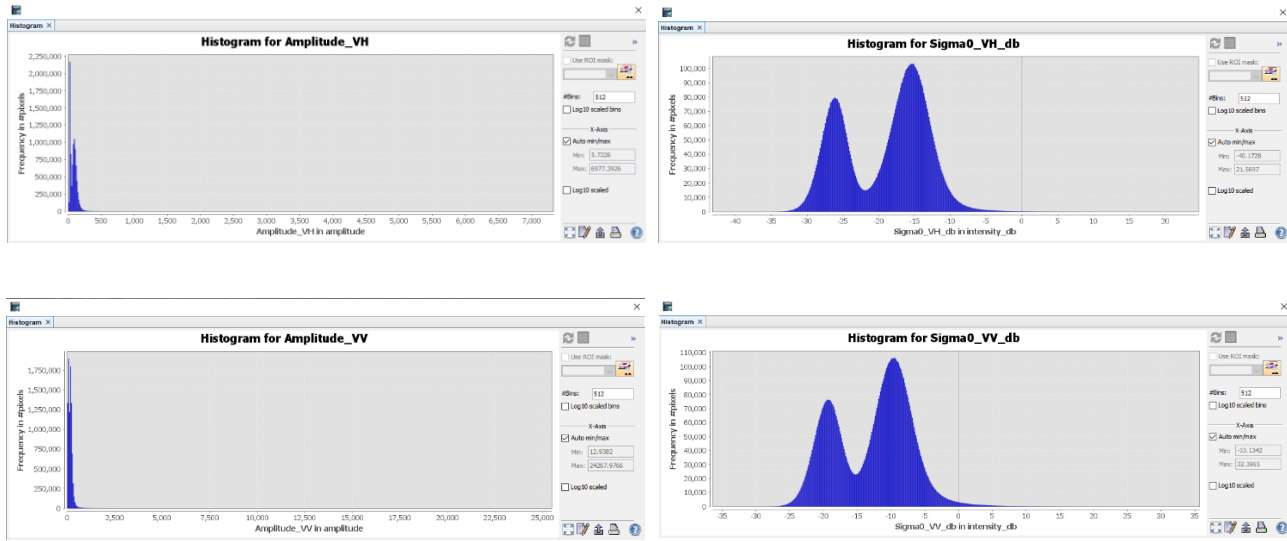 Histogram ×
Histogram for Amplitude_VH
Frequency in #pixels
2,250,000
2,000,000
1,750,000
1,500,000
1,250,000
1,000,000
750,000
500,000
250,000
0
0 500 1,000 1,500 2,000 2,500 3,000 3,500 4,000 4,500 5,000 5,500 6,000 6,500 7,000
Amplitude_VH in amplitude
»
Use ROI mask:
#Bins: 512
Log10 scaled bins
X-Axis
Auto min/max
Min: 5.7226
Max: 6977.3926
Log10 scaled
Histogram ×
Histogram for Sigma0_VH_db
Frequency in #pixels
100,000
90,000
80,000
70,000
60,000
50,000
40,000
30,000
20,000
10,000
0
-40 -35 -30 -25 -20 -15 -10 -5 0 5 10 15 20
Sigma0_VH_db in intensity_db
»
Use ROI mask:
#Bins: 512
Log10 scaled bins
X-Axis
Auto min/max
Min: -40.1728
Max: 21.5697
Log10 scaled
Histogram ×
Histogram for Amplitude_VV
Frequency in #pixels
1,750,000
1,500,000
1,250,000
1,000,000
750,000
500,000
250,000
0
0 2,500 5,000 7,500 10,000 12,500 15,000 17,500 20,000 22,500 25,000
Amplitude_VV in amplitude
»
Use ROI mask:
#Bins: 512
Log10 scaled bins
X-Axis
Auto min/max
Min: 12.9382
Max: 24267.9766
Log10 scaled
Histogram ×
Histogram for Sigma0_VV_db
Frequency in #pixels
110,000
100,000
90,000
80,000
70,000
60,000
50,000
40,000
30,000
20,000
10,000
0
-35 -30 -25 -20 -15 -10 -5 0 5 10 15 20 25 30 35
Sigma0_VV_db in intensity_db
»
Use ROI mask:
#Bins: 512
Log10 scaled bins
X-Axis
Auto min/max
Min: -33.1342
Max: 32.3965
Log10 scaled